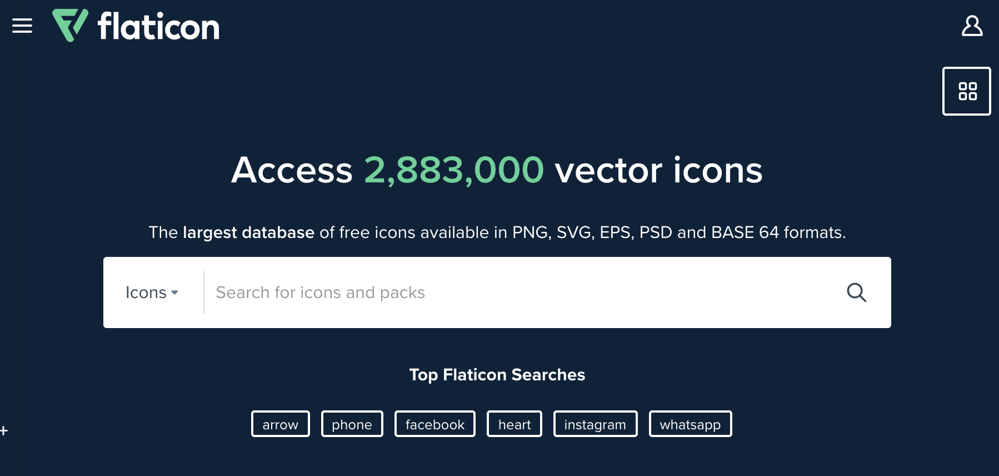 flaticon
Access 2,883,000 vector icons
The largest database of free icons available in PNG, SVG, EPS, PSD and BASE 64 formats.
Icons
Search for icons and packs
Top Flaticon Searches
arrow
phone
facebook
heart
instagram
whatsapp